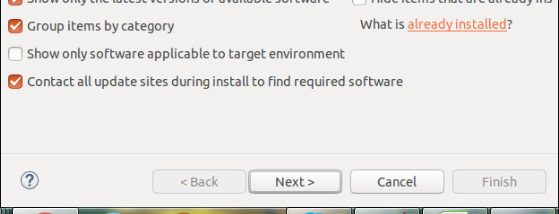 Show only the latest versions of available software
Hide items that are already ins
Group items by category
What is already installed?
Show only software applicable to target environment
Contact all update sites during install to find required software
?
< Back
Next >
Cancel
Finish